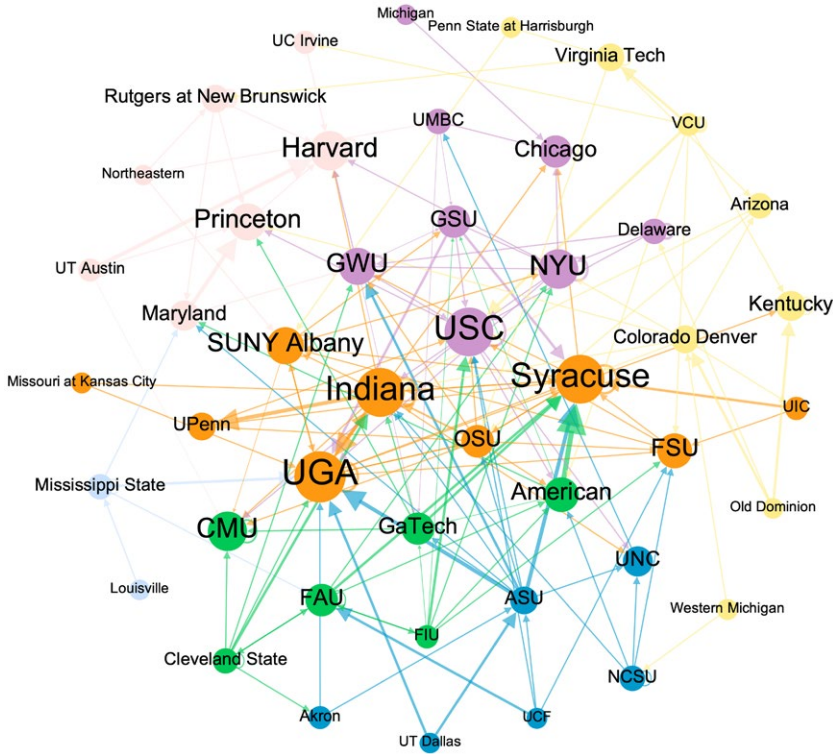 Michigan
Penn State at Harrisburgh
UC Irvine
Virginia Tech
Rutgers at New Brunswick
UMBC
VCU
Harvard
Chicago
Northeastern
Princeton
GSU
Delaware
Arizona
UT Austin
GWU
NYU
Maryland
USC
Kentucky
SUNY Albany
Colorado Denver
Missouri at Kansas City
Indiana
Syracuse
UIC
UPenn
OSU
FSU
UGA
Mississippi State
American
Old Dominion
CMU
GaTech
UNC
Louisville
FAU
ASU
Western Michigan
FIU
Cleveland State
NCSU
Akron
UCF
UT Dallas